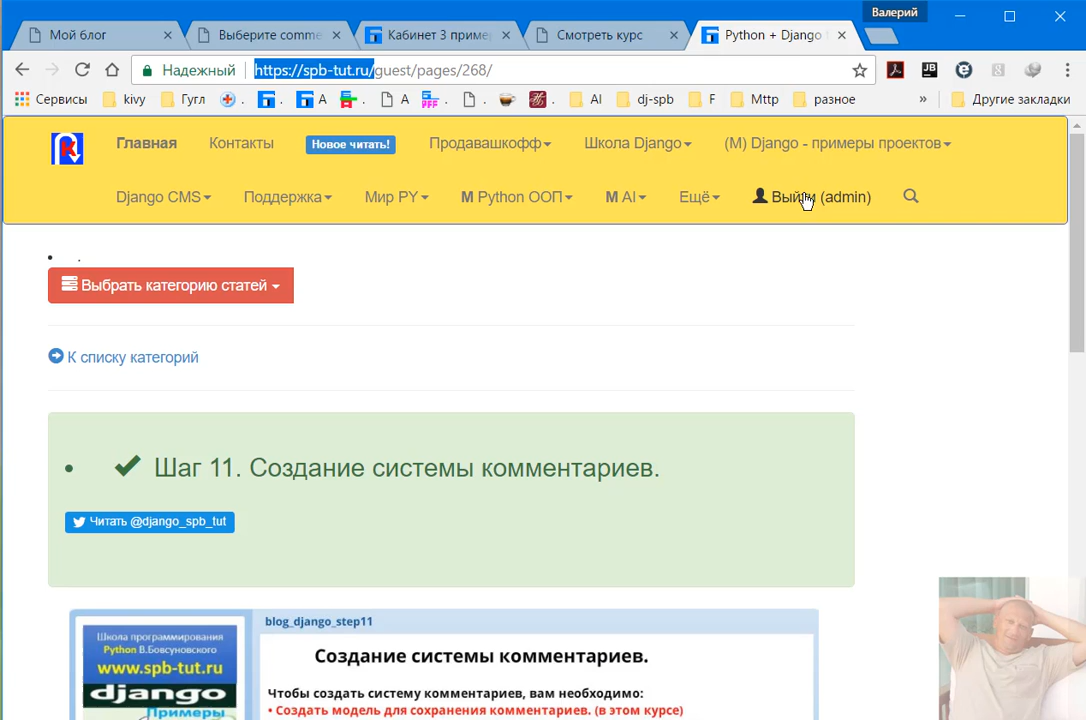 Валерий
Мой блог
Выберите comme
Кабинет 3 приме
Смотреть курс
Python + Django
Надежный
https://spb-tut.ru/guest/pages/268/
Сервисы
kivy
Гугл
.
A
.
A
.
.
.
AI
dj-spb
F
Mttp
разное
»
Другие закладки
Главная
Контакты
Новое читать!
Продавашкофф
Школа Django
(M) Django - примеры проектов
Django CMS
Поддержка
Мир PY
M Python ООП
M AI
Ещё
Выйти (admin)
.
Выбрать категорию статей
К списку категорий
Шаг 11. Создание системы комментариев.
Читать @django_spb_tut
Школа программирования
Python В.Бовсуновского
www.spb-tut.ru
django
Примеры
blog_django_step11
Создание системы комментариев.
Чтобы создать систему комментариев, вам необходимо:
• Создать модель для сохранения комментариев. (в этом курсе)